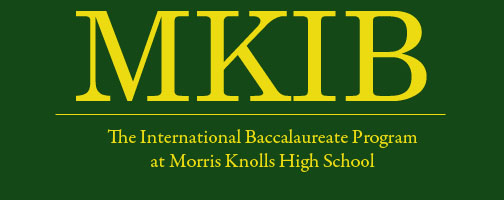 MKIB
The International Baccalaureate Program
at Morris Knolls High School